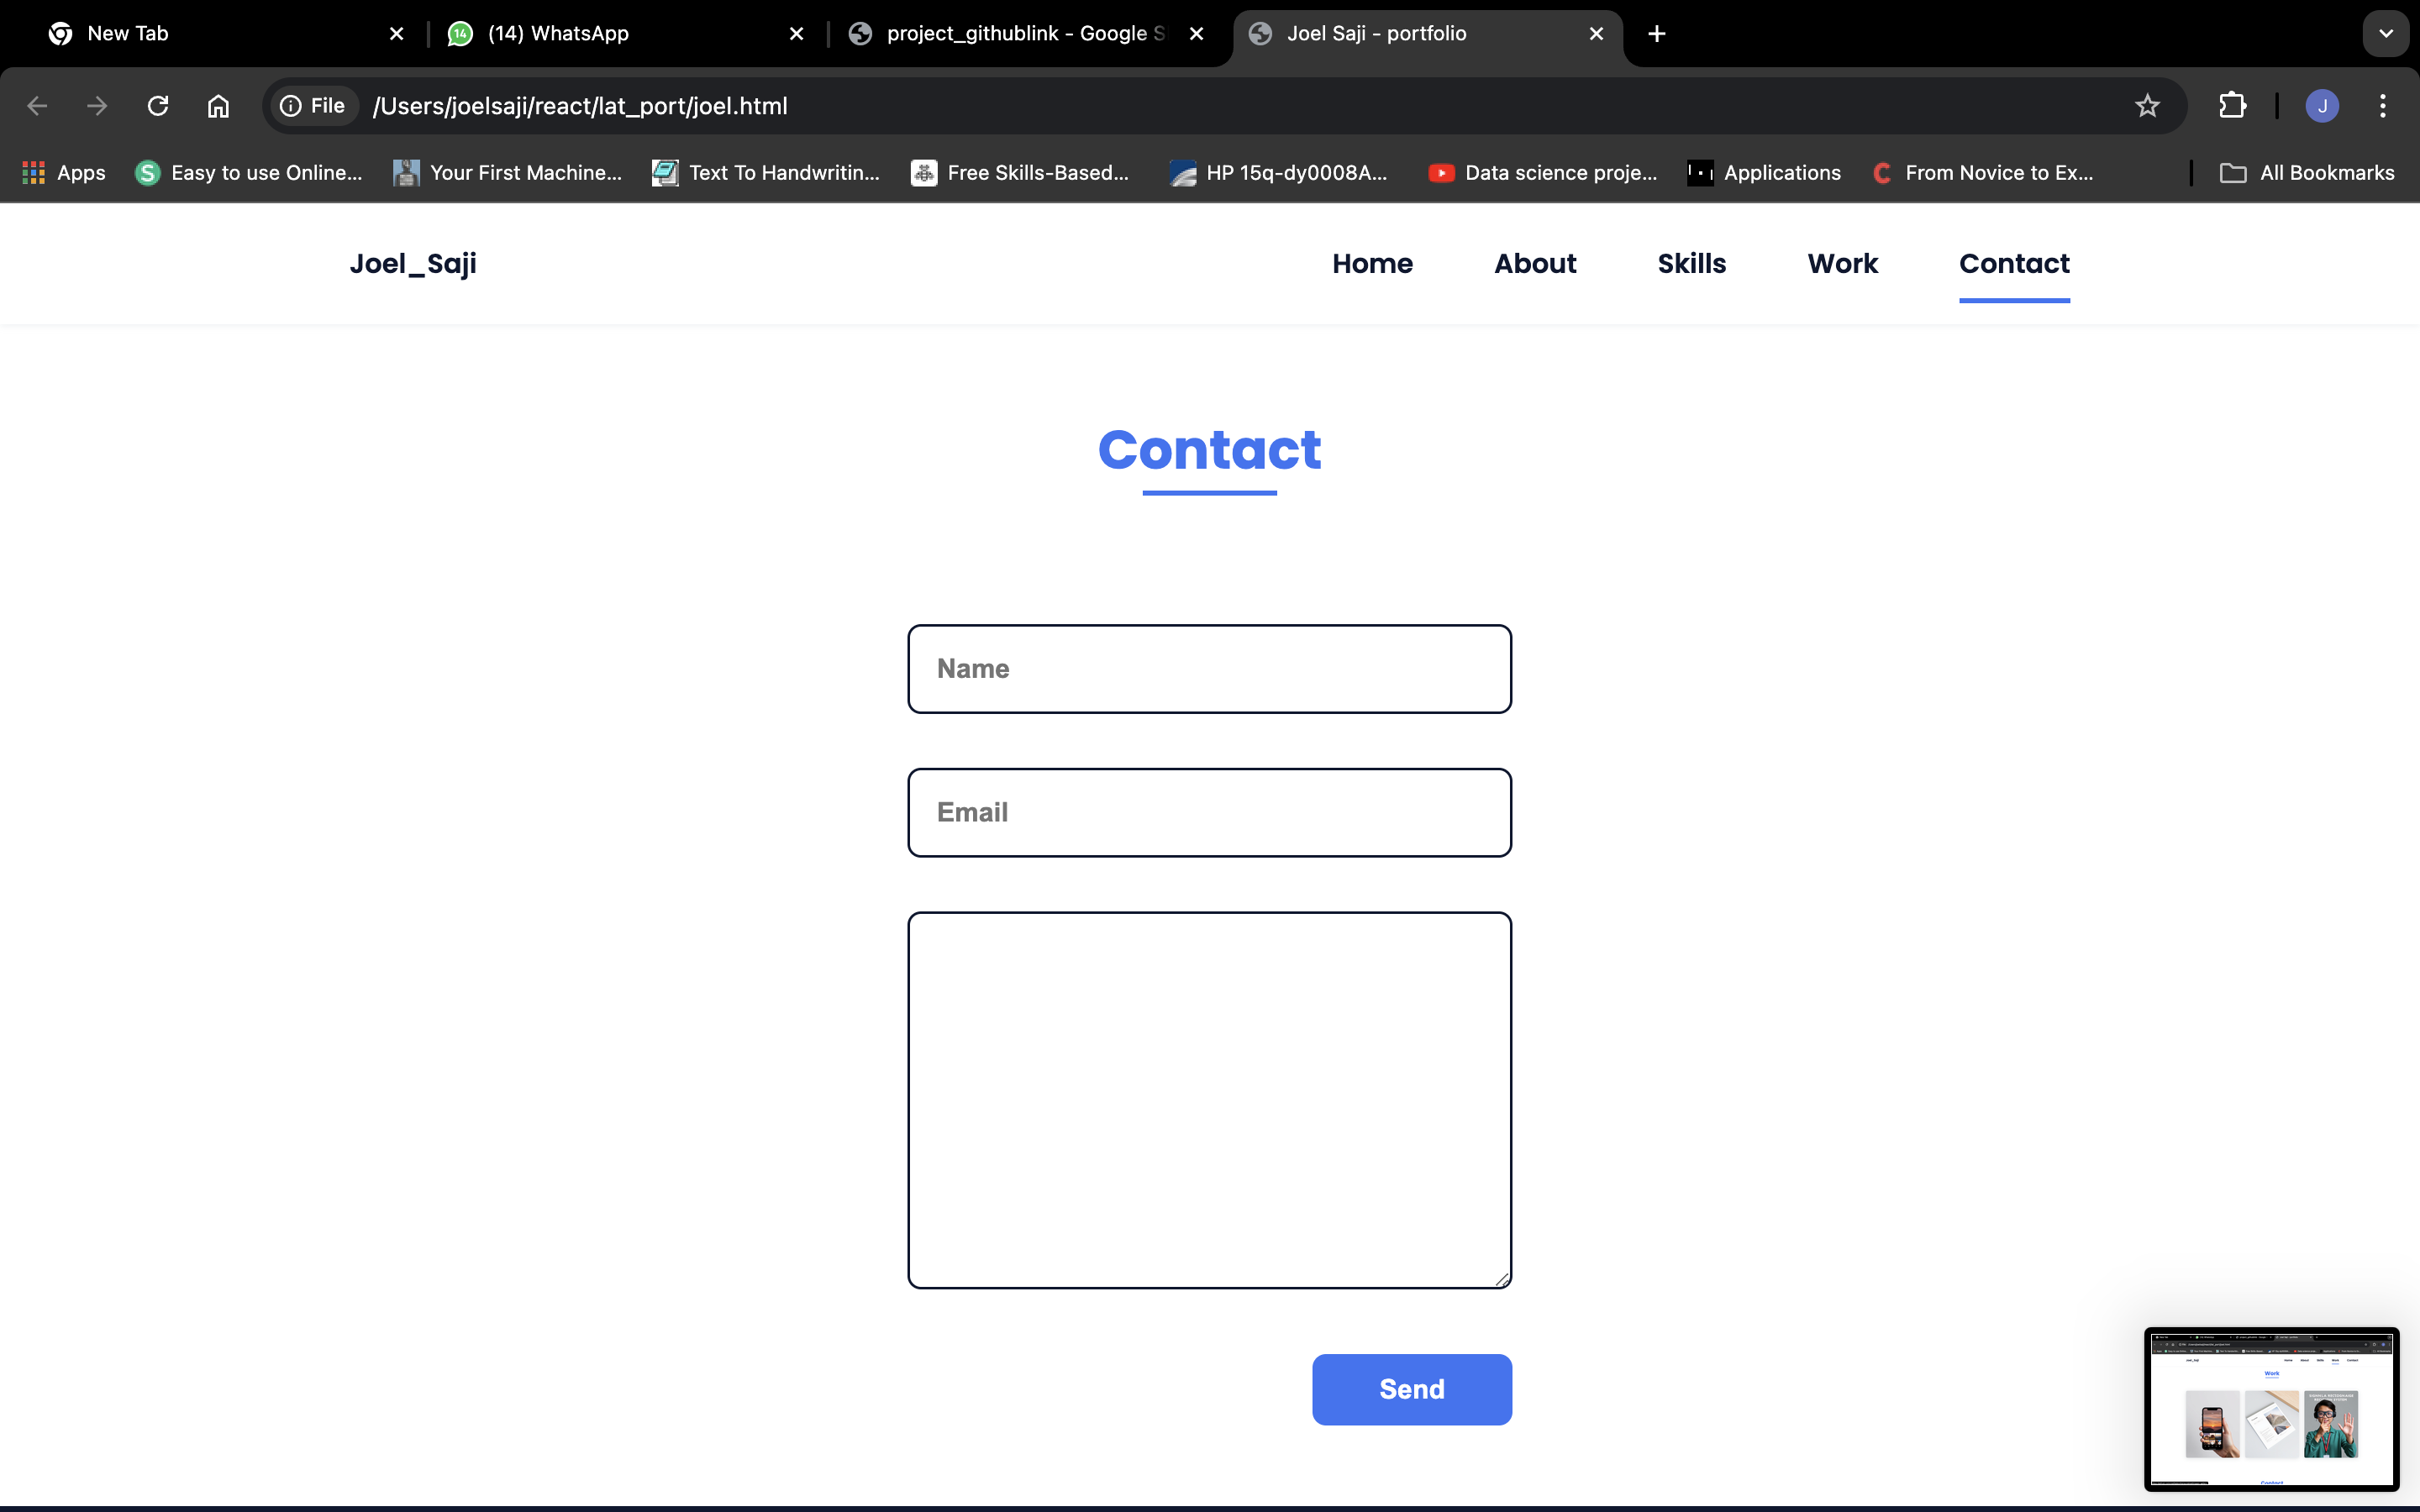 New Tab
(14) WhatsApp
project_githublink - Google S
Joel Saji - portfolio
File
/Users/joelsaji/react/lat_port/joel.html
J
Apps
Easy to use Online...
Your First Machine...
Text To Handwritin...
Free Skills-Based...
HP 15q-dy0008A...
Data science proje...
Applications
From Novice to Ex...
All Bookmarks
Joel_Saji
Home
About
Skills
Work
Contact
Contact
Name
Email
Send
Work
Contact